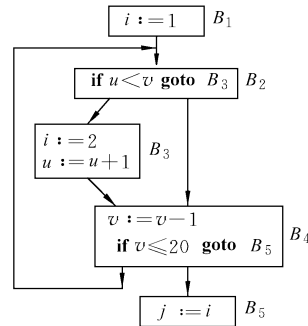 i := 1 B₁
if u < v goto B₃ B₂
i := 2
u := u + 1 B₃
v := v − 1
if v ≤ 20 goto B₅ B₄
j := i B₅